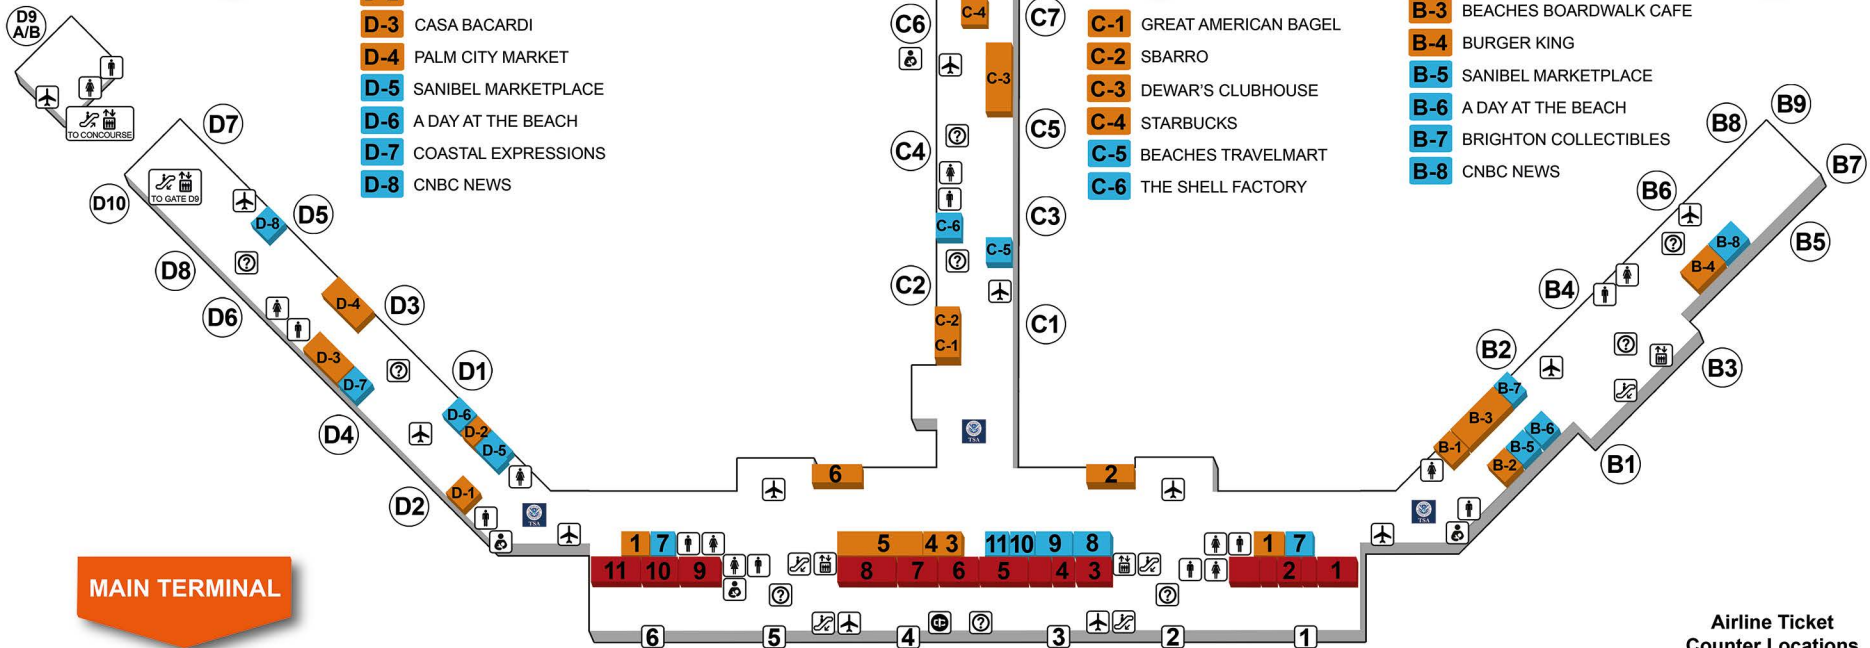 D9
A/B
TO CONCOURSE
D7
TO GATE D9
D10
D5
D-8
D8
D-4
D3
D6
D-3
D-7
D1
D4
D-6
D-2
D-5
D-1
D2
TSA
D-3 CASA BACARDI
D-4 PALM CITY MARKET
D-5 SANIBEL MARKETPLACE
D-6 A DAY AT THE BEACH
D-7 COASTAL EXPRESSIONS
D-8 CNBC NEWS
C6
C-4
C7
C-3
C4
C5
C-6
C-5
C3
C2
C-2
C-1
C1
TSA
C-1 GREAT AMERICAN BAGEL
C-2 SBARRO
C-3 DEWAR'S CLUBHOUSE
C-4 STARBUCKS
C-5 BEACHES TRAVELMART
C-6 THE SHELL FACTORY
B-3 BEACHES BOARDWALK CAFE
B-4 BURGER KING
B-5 SANIBEL MARKETPLACE
B-6 A DAY AT THE BEACH
B-7 BRIGHTON COLLECTIBLES
B-8 CNBC NEWS
B9
B8
B7
B6
B-8
B-4
B5
B4
B2
B3
B-7
B-3
B-1
B-6
B-5
B-2
B1
TSA
6
2
1 7
5 4 3
11 10 9 8
1 7
11 10 9
8 7 6 5 4 3
2 1
6 5 4 3 2 1
MAIN TERMINAL
Airline Ticket
Counter Locations